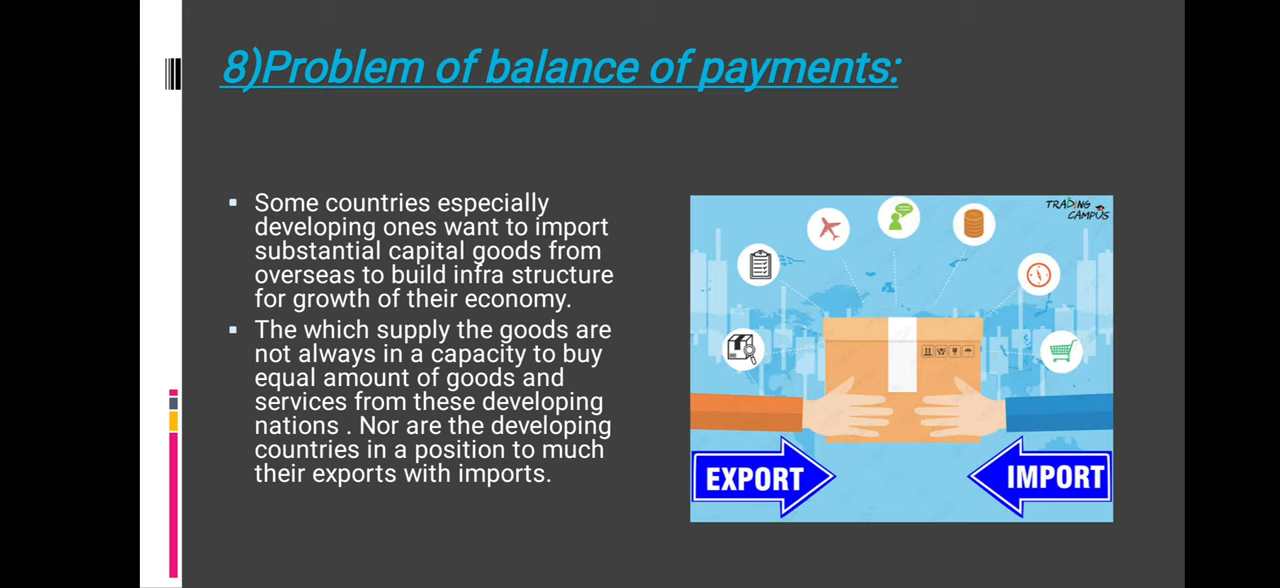 8)Problem of balance of payments:
Some countries especially
developing ones want to import
substantial capital goods from
overseas to build infra structure
for growth of their economy.
The which supply the goods are
not always in a capacity to buy
equal amount of goods and
services from these developing
nations . Nor are the developing
countries in a position to much
their exports with imports.
TRADING
CAMPUS
EXPORT
IMPORT